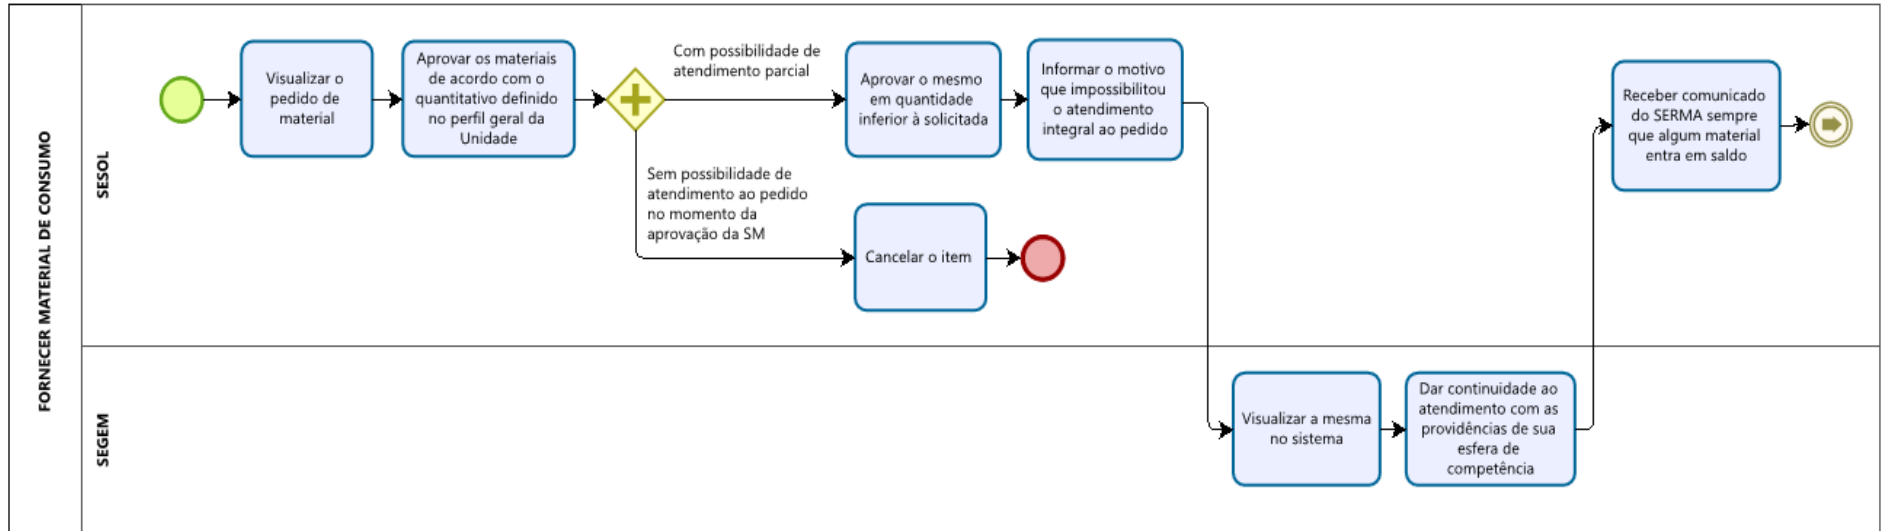 FORNECER MATERIAL DE CONSUMO
SESOL
Visualizar o
pedido de
material
Aprovar os materiais
de acordo com o
quantitativo definido
no perfil geral da
Unidade
Com possibilidade de
atendimento parcial
Aprovar o mesmo
em quantidade
inferior à solicitada
Informar o motivo
que impossibilitou
o atendimento
integral ao pedido
Sem possibilidade de
atendimento ao pedido
no momento da
aprovação da SM
Cancelar o item
Receber comunicado
do SERMA sempre
que algum material
entra em saldo
SEGEM
Visualizar a mesma
no sistema
Dar continuidade ao
atendimento com as
providências de sua
esfera de
competência